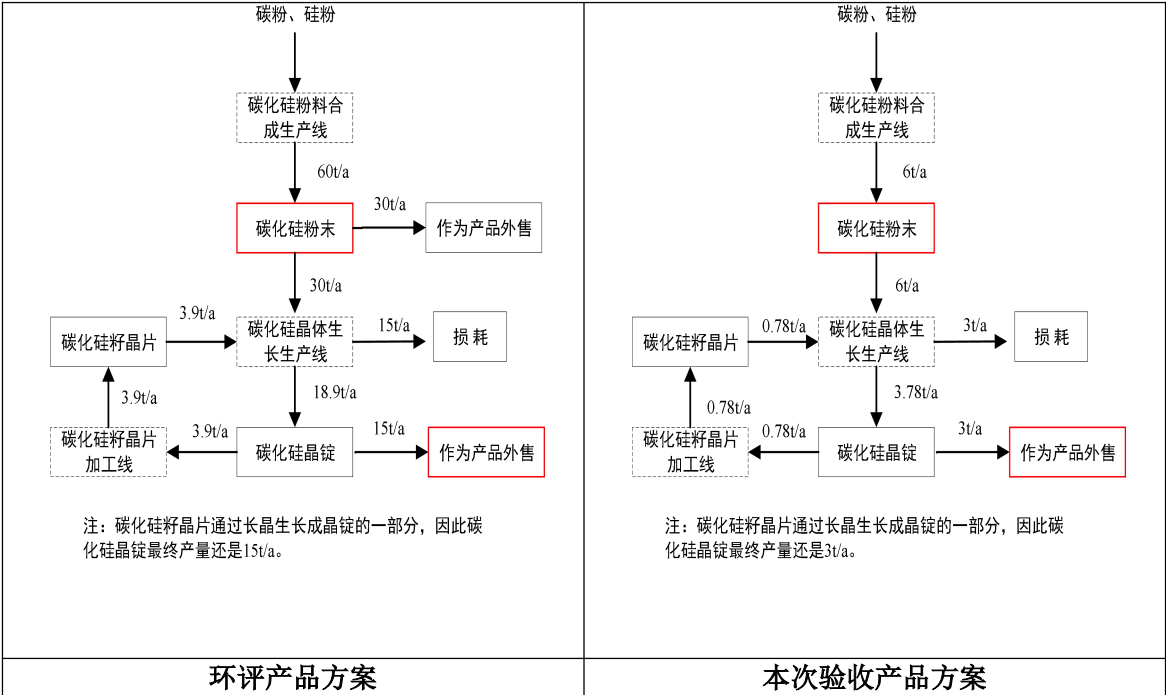 碳粉、硅粉
碳化硅粉料合
成生产线
60t/a
碳化硅粉末
30t/a
作为产品外售
30t/a
3.9t/a
碳化硅籽晶片
碳化硅晶体生
长生产线
15t/a
损 耗
3.9t/a
18.9t/a
碳化硅籽晶片
加工线
3.9t/a
碳化硅晶锭
15t/a
作为产品外售
注：碳化硅籽晶片通过长晶生长成晶锭的一部分，因此碳
化硅晶锭最终产量还是15t/a。
环评产品方案
碳粉、硅粉
碳化硅粉料合
成生产线
6t/a
碳化硅粉末
6t/a
0.78t/a
碳化硅籽晶片
碳化硅晶体生
长生产线
3t/a
损 耗
0.78t/a
3.78t/a
碳化硅籽晶片
加工线
0.78t/a
碳化硅晶锭
3t/a
作为产品外售
注：碳化硅籽晶片通过长晶生长成晶锭的一部分，因此碳
化硅晶锭最终产量还是3t/a。
本次验收产品方案